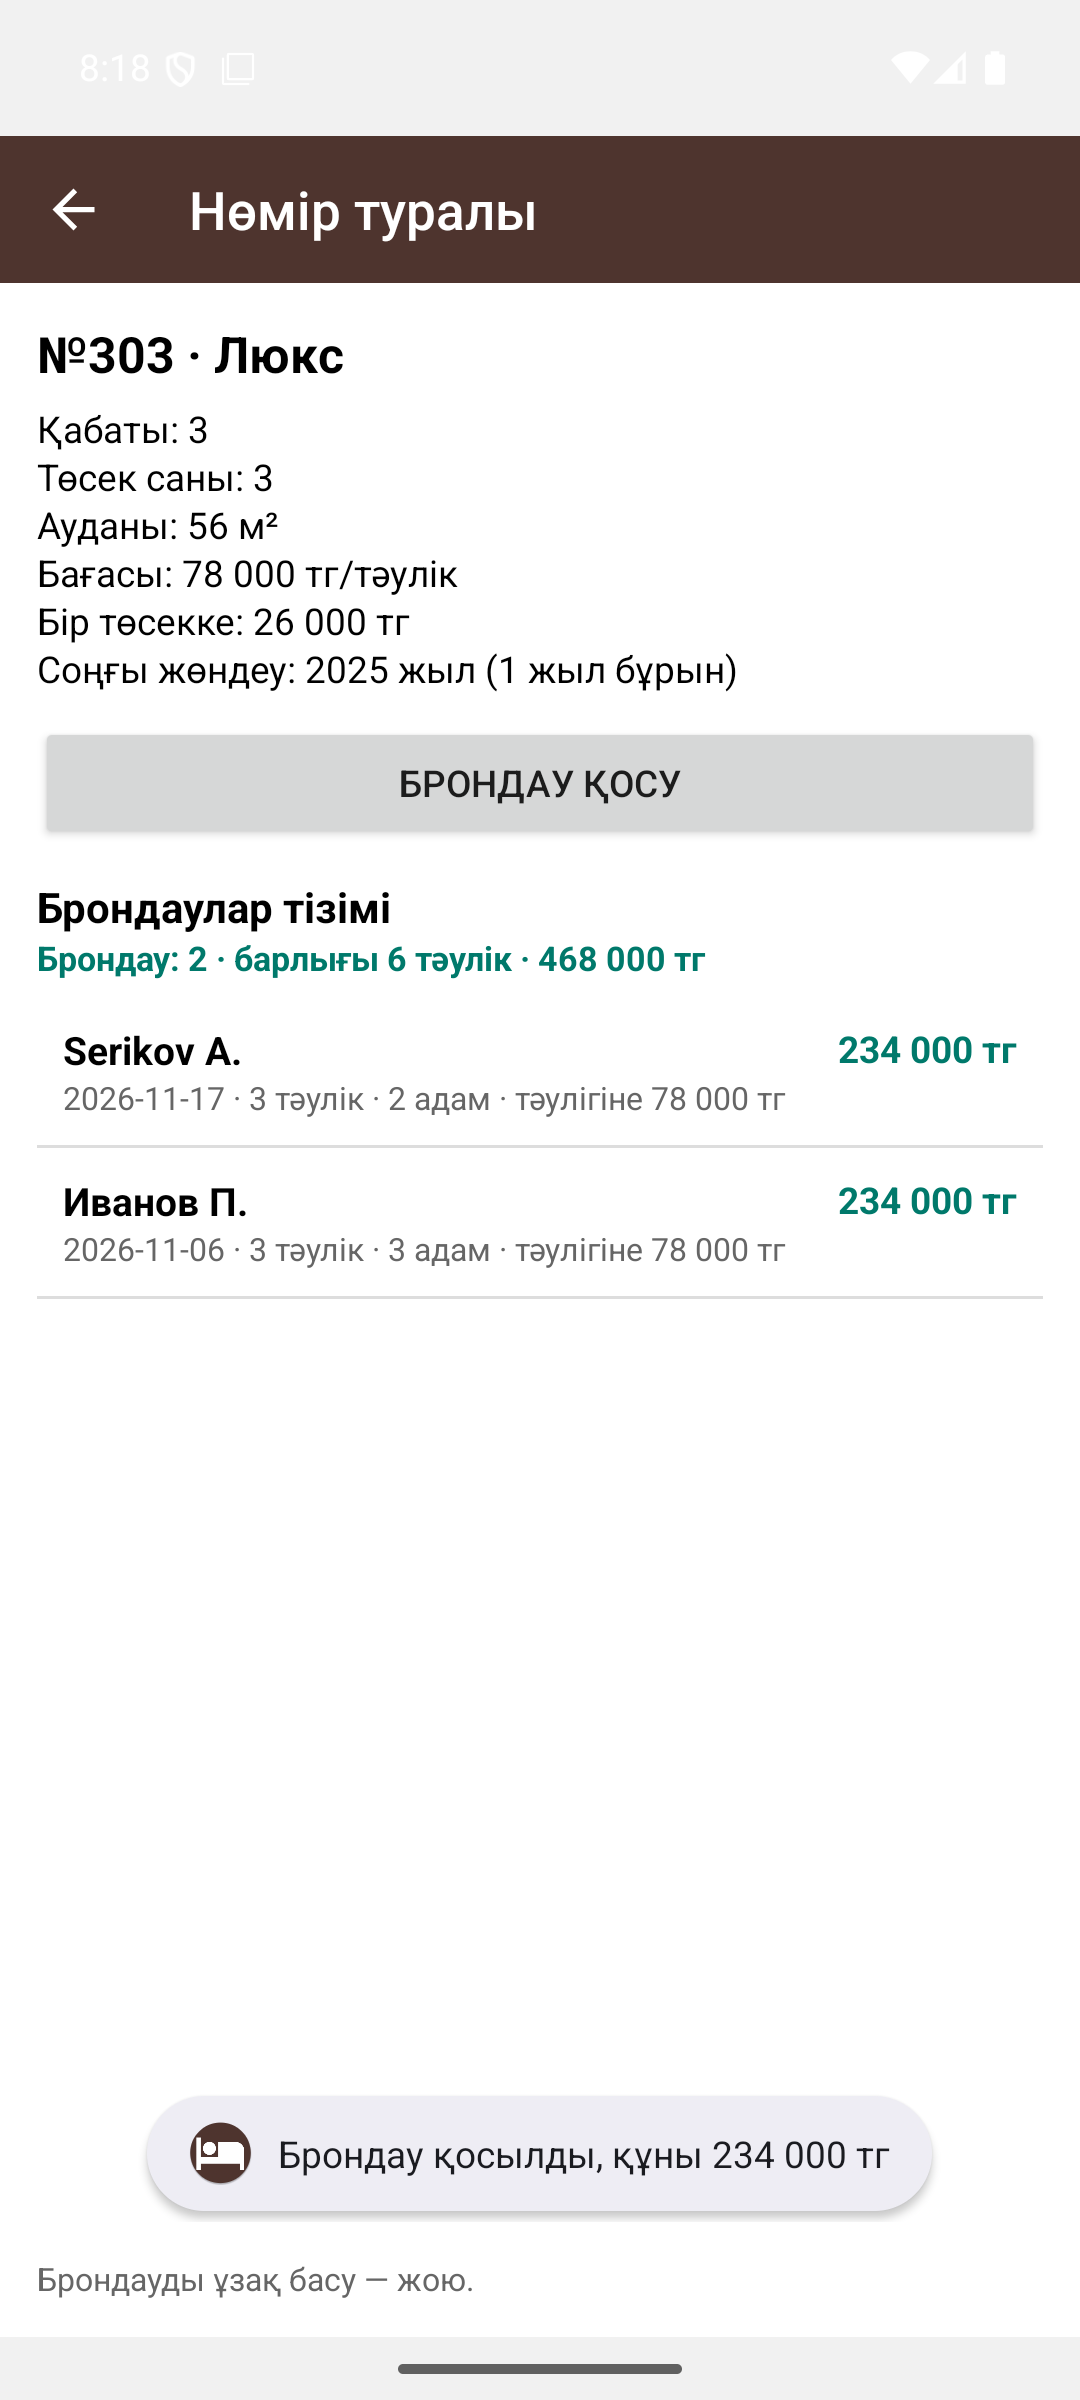 8:18
Нөмір туралы
№303 · Люкс
Қабаты: 3
Төсек саны: 3
Ауданы: 56 м²
Бағасы: 78 000 тг/тәулік
Бір төсекке: 26 000 тг
Соңғы жөндеу: 2025 жыл (1 жыл бұрын)
БРОНДАУ ҚОСУ
Брондаулар тізімі
Брондау: 2 · барлығы 6 тәулік · 468 000 тг
Serikov A. 234 000 тг
2026-11-17 · 3 тәулік · 2 адам · тәулігіне 78 000 тг
Иванов П. 234 000 тг
2026-11-06 · 3 тәулік · 3 адам · тәулігіне 78 000 тг
Брондау қосылды, құны 234 000 тг
Брондауды ұзақ басу — жою.